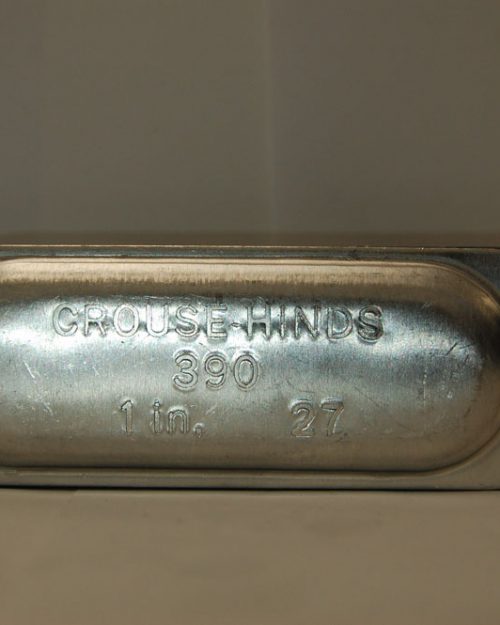 CROUSE-HINDS
390
1 in. 27